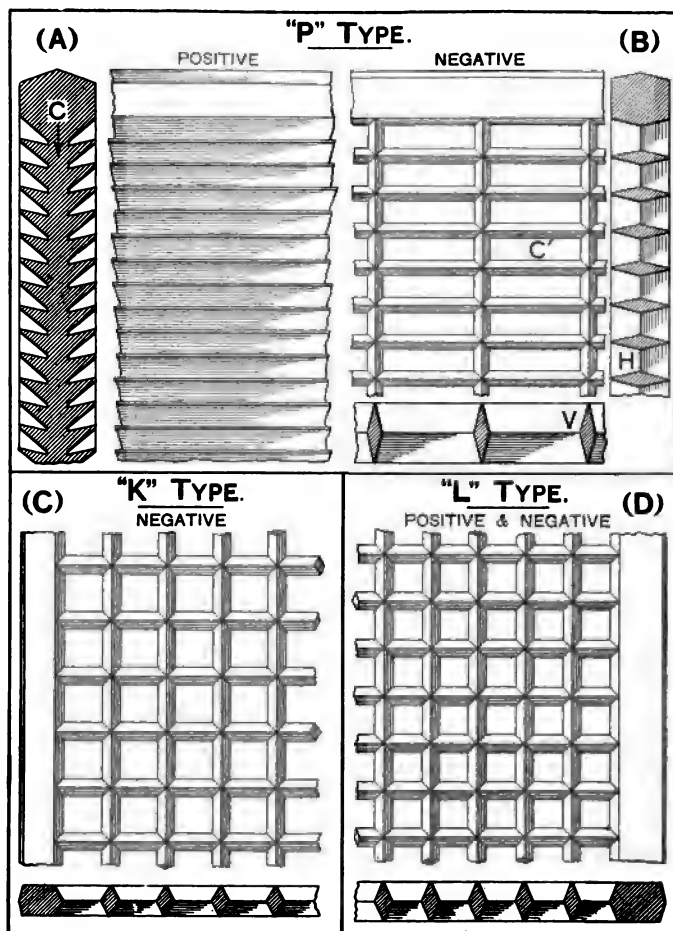 "P" TYPE.
(A)
(B)
POSITIVE
NEGATIVE
C
C'
H
V
"K" TYPE.
(C)
NEGATIVE
"L" TYPE.
(D)
POSITIVE & NEGATIVE